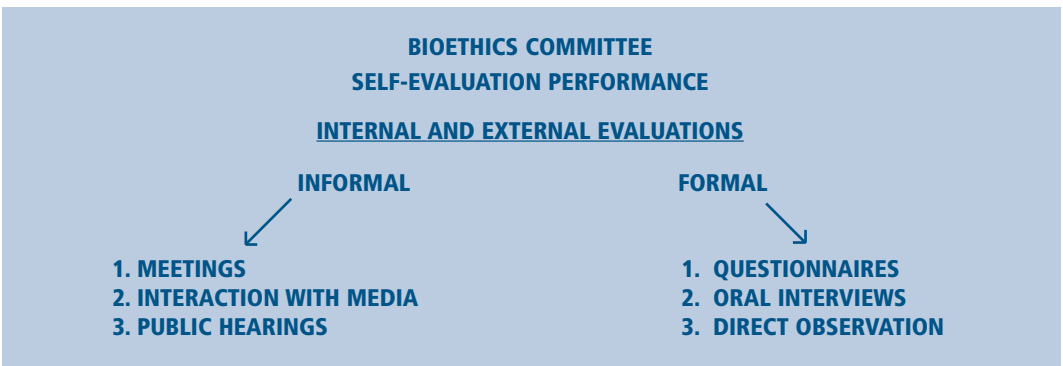 BIOETHICS COMMITTEE
SELF-EVALUATION PERFORMANCE
INTERNAL AND EXTERNAL EVALUATIONS
INFORMAL
1. MEETINGS
2. INTERACTION WITH MEDIA
3. PUBLIC HEARINGS
FORMAL
1. QUESTIONNAIRES
2. ORAL INTERVIEWS
3. DIRECT OBSERVATION